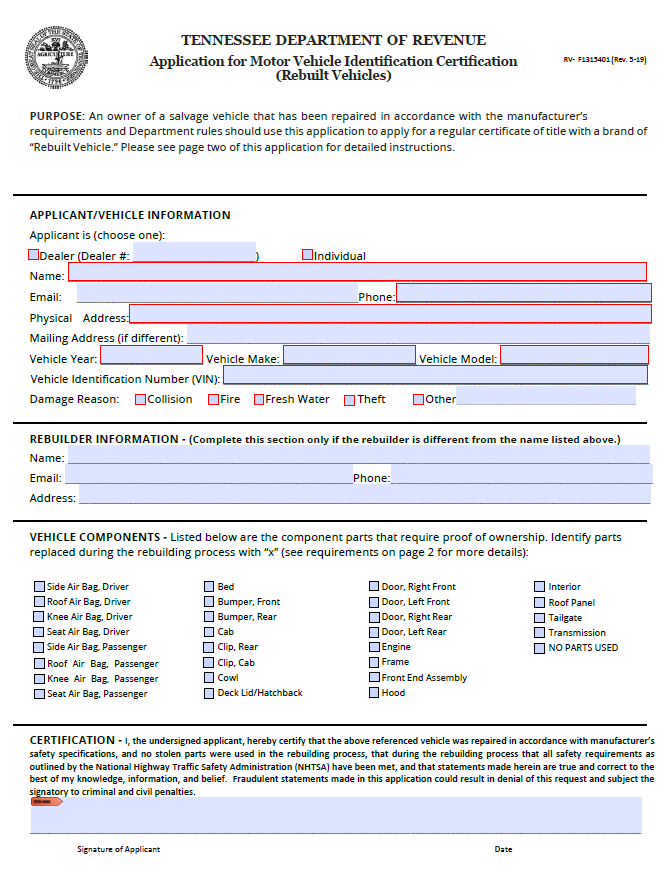 TENNESSEE DEPARTMENT OF REVENUE
Application for Motor Vehicle Identification Certification
(Rebuilt Vehicles)
RV- F1315401 (Rev. 5-19)
AGRICULTURE
PURPOSE: An owner of a salvage vehicle that has been repaired in accordance with the manufacturer's
requirements and Department rules should use this application to apply for a regular certificate of title with a brand of
“Rebuilt Vehicle.” Please see page two of this application for detailed instructions.
APPLICANT/VEHICLE INFORMATION
Applicant is (choose one):
Dealer (Dealer #: ) Individual
Name:
Email: Phone:
Physical Address:
Mailing Address (if different):
Vehicle Year: Vehicle Make: Vehicle Model:
Vehicle Identification Number (VIN):
Damage Reason: Collision Fire Fresh Water Theft Other
REBUILDER INFORMATION - (Complete this section only if the rebuilder is different from the name listed above.)
Name:
Email: Phone:
Address:
VEHICLE COMPONENTS - Listed below are the component parts that require proof of ownership. Identify parts
replaced during the rebuilding process with “x” (see requirements on page 2 for more details):
Side Air Bag, Driver
Roof Air Bag, Driver
Knee Air Bag, Driver
Seat Air Bag, Driver
Side Air Bag, Passenger
Roof Air Bag, Passenger
Knee Air Bag, Passenger
Seat Air Bag, Passenger
Bed
Bumper, Front
Bumper, Rear
Cab
Clip, Rear
Clip, Cab
Cowl
Deck Lid/Hatchback
Door, Right Front
Door, Left Front
Door, Right Rear
Door, Left Rear
Engine
Frame
Front End Assembly
Hood
Interior
Roof Panel
Tailgate
Transmission
NO PARTS USED
CERTIFICATION - I, the undersigned applicant, hereby certify that the above referenced vehicle was repaired in accordance with manufacturer's
safety specifications, and no stolen parts were used in the rebuilding process, that during the rebuilding process that all safety requirements as
outlined by the National Highway Traffic Safety Administration (NHTSA) have been met, and that statements made herein are true and correct to the
best of my knowledge, information, and belief. Fraudulent statements made in this application could result in denial of this request and subject the
signatory to criminal and civil penalties.
Signature of Applicant Date